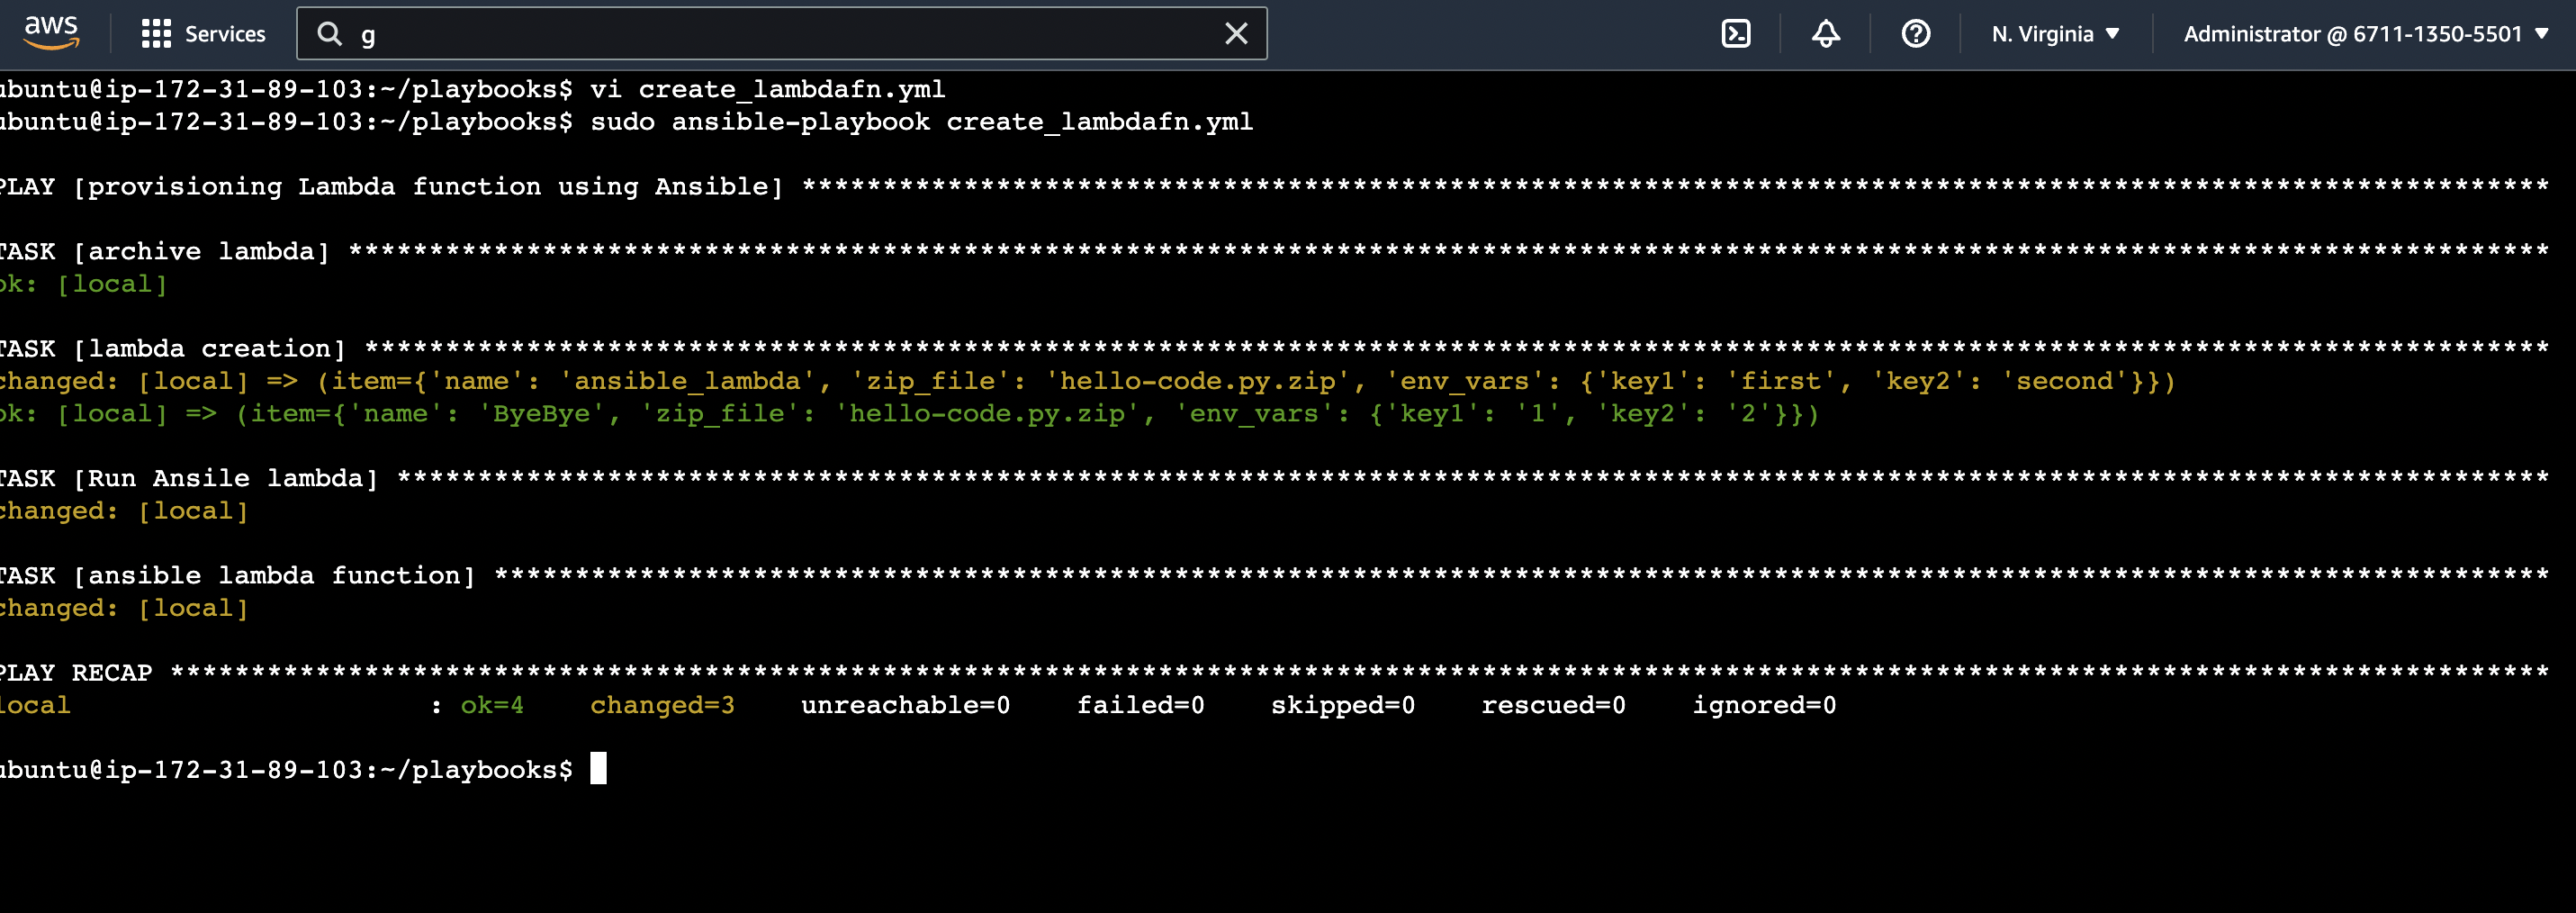 aws Services g N. Virginia Administrator @ 6711-1350-5501
ubuntu@ip-172-31-89-103:~/playbooks$ vi create_lambdafn.yml
ubuntu@ip-172-31-89-103:~/playbooks$ sudo ansible-playbook create_lambdafn.yml
PLAY [provisioning Lambda function using Ansible] ************************************************************************************************************
TASK [archive lambda] ****************************************************************************************************************************************
ok: [local]
TASK [lambda creation] ***************************************************************************************************************************************
changed: [local] => (item={'name': 'ansible_lambda', 'zip_file': 'hello-code.py.zip', 'env_vars': {'key1': 'first', 'key2': 'second'}})
ok: [local] => (item={'name': 'ByeBye', 'zip_file': 'hello-code.py.zip', 'env_vars': {'key1': '1', 'key2': '2'}})
TASK [Run Ansile lambda] *************************************************************************************************************************************
changed: [local]
TASK [ansible lambda function] *******************************************************************************************************************************
changed: [local]
PLAY RECAP ***************************************************************************************************************************************************
local : ok=4 changed=3 unreachable=0 failed=0 skipped=0 rescued=0 ignored=0
ubuntu@ip-172-31-89-103:~/playbooks$